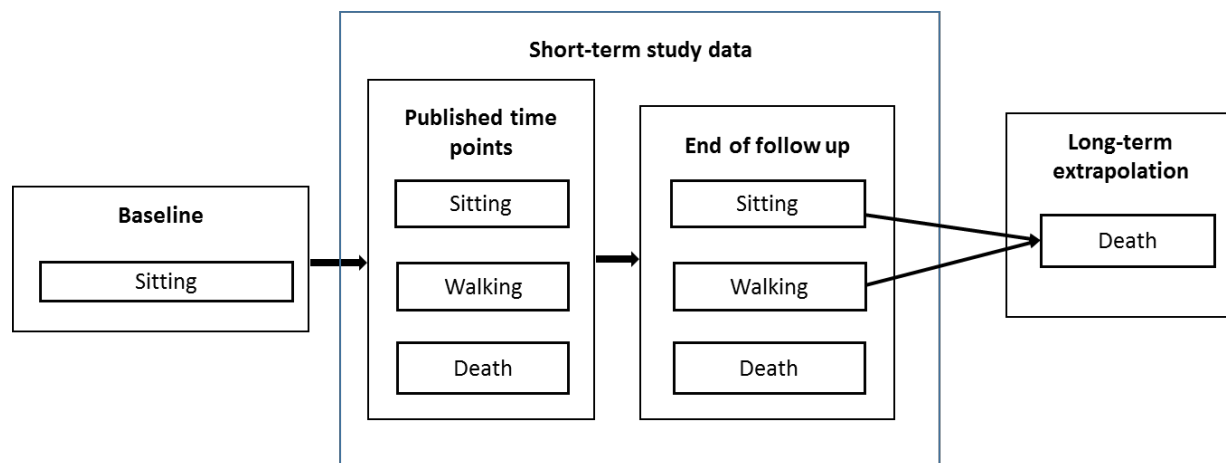 Short-term study data
Baseline
Sitting
Published time
points
Sitting
Walking
Death
End of follow up
Sitting
Walking
Death
Long-term
extrapolation
Death